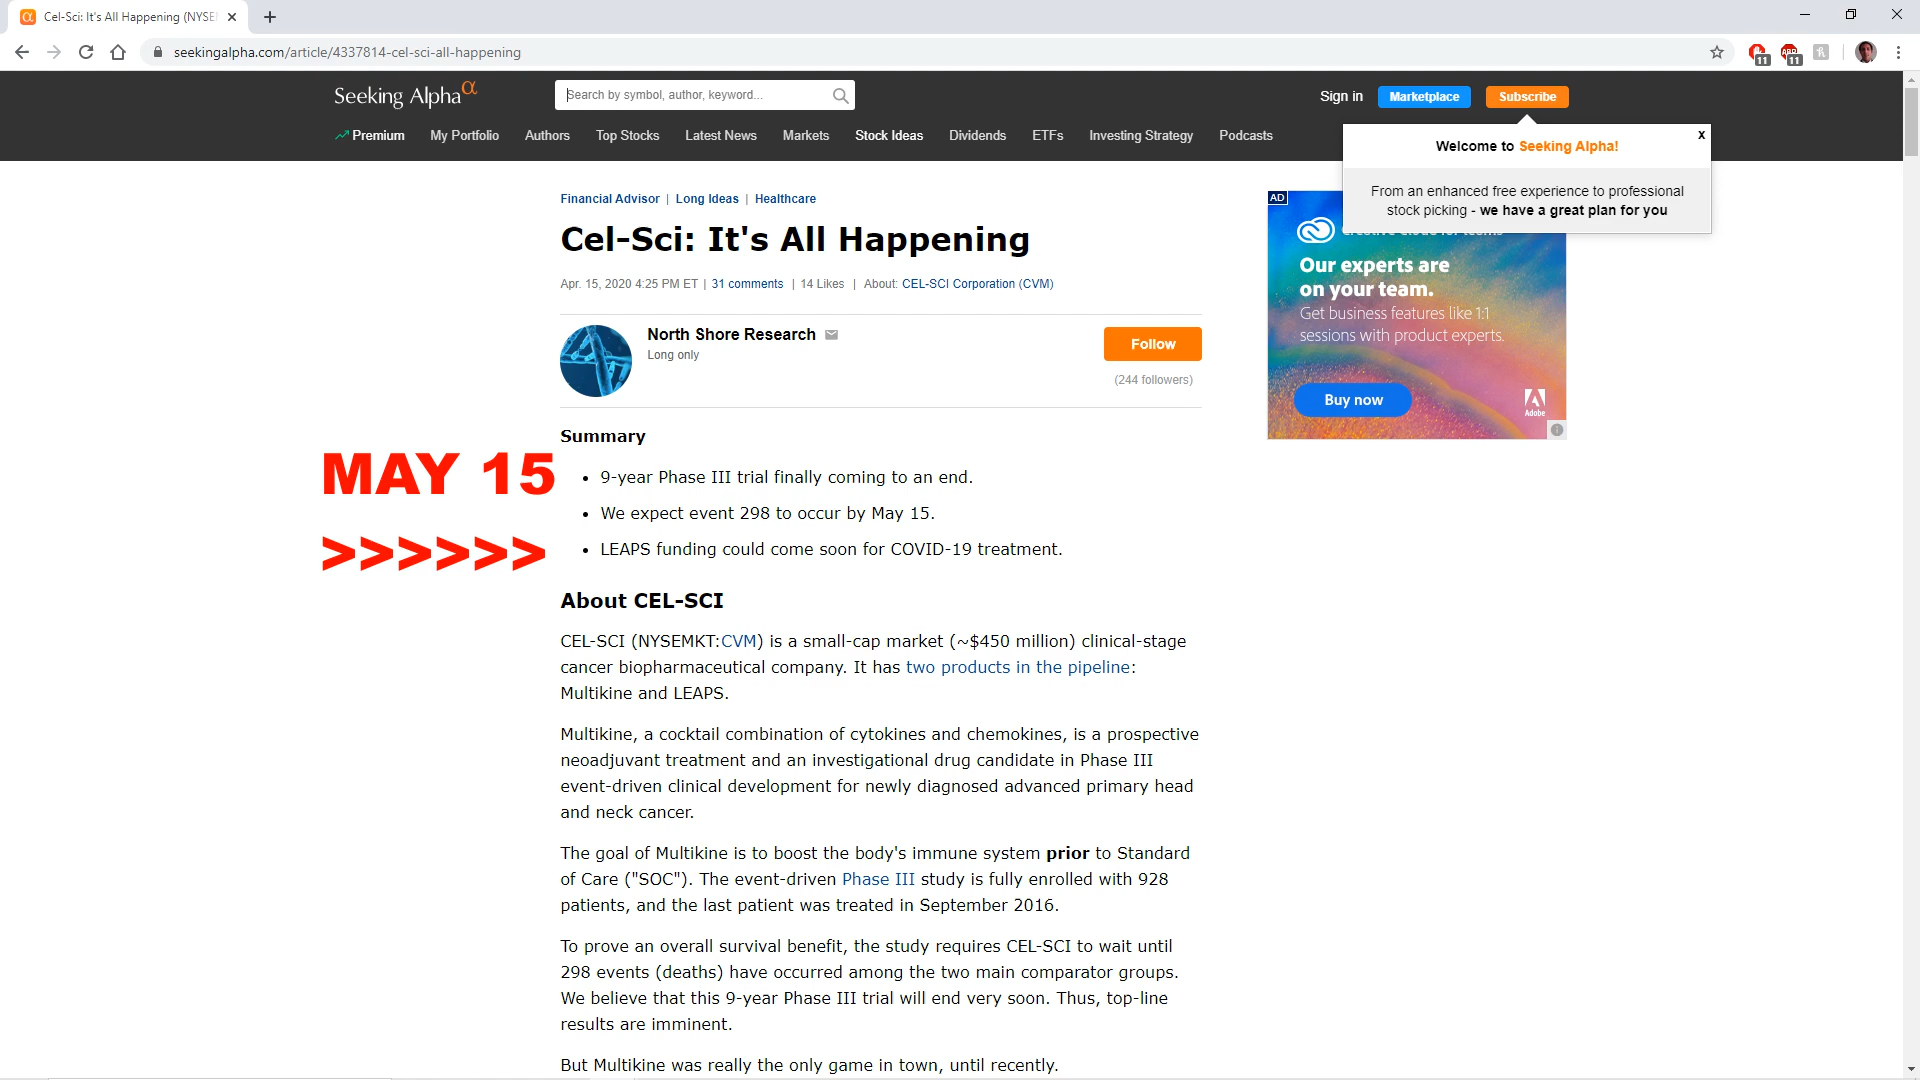 Cel-Sci: It's All Happening (NYSE
seekingalpha.com/article/4337814-cel-sci-all-happening
11
ABP
11
Seeking Alpha α
Search by symbol, author, keyword...
Sign in
Marketplace
Subscribe
Premium My Portfolio Authors Top Stocks Latest News Markets Stock Ideas Dividends ETFs Investing Strategy Podcasts
x
Welcome to Seeking Alpha!
From an enhanced free experience to professional
stock picking - we have a great plan for you
Financial Advisor | Long Ideas | Healthcare
Cel-Sci: It's All Happening
Apr. 15, 2020 4:25 PM ET | 31 comments | 14 Likes | About: CEL-SCI Corporation (CVM)
North Shore Research
Long only
Follow
(244 followers)
AD
Our experts are
on your team.
Get business features like 1:1
sessions with product experts.
Buy now
Adobe
Summary
MAY 15
>>>>>>
• 9-year Phase III trial finally coming to an end.
• We expect event 298 to occur by May 15.
• LEAPS funding could come soon for COVID-19 treatment.
About CEL-SCI
CEL-SCI (NYSEMKT:CVM) is a small-cap market (~$450 million) clinical-stage
cancer biopharmaceutical company. It has two products in the pipeline:
Multikine and LEAPS.
Multikine, a cocktail combination of cytokines and chemokines, is a prospective
neoadjuvant treatment and an investigational drug candidate in Phase III
event-driven clinical development for newly diagnosed advanced primary head
and neck cancer.
The goal of Multikine is to boost the body's immune system prior to Standard
of Care ("SOC"). The event-driven Phase III study is fully enrolled with 928
patients, and the last patient was treated in September 2016.
To prove an overall survival benefit, the study requires CEL-SCI to wait until
298 events (deaths) have occurred among the two main comparator groups.
We believe that this 9-year Phase III trial will end very soon. Thus, top-line
results are imminent.
But Multikine was really the only game in town, until recently.